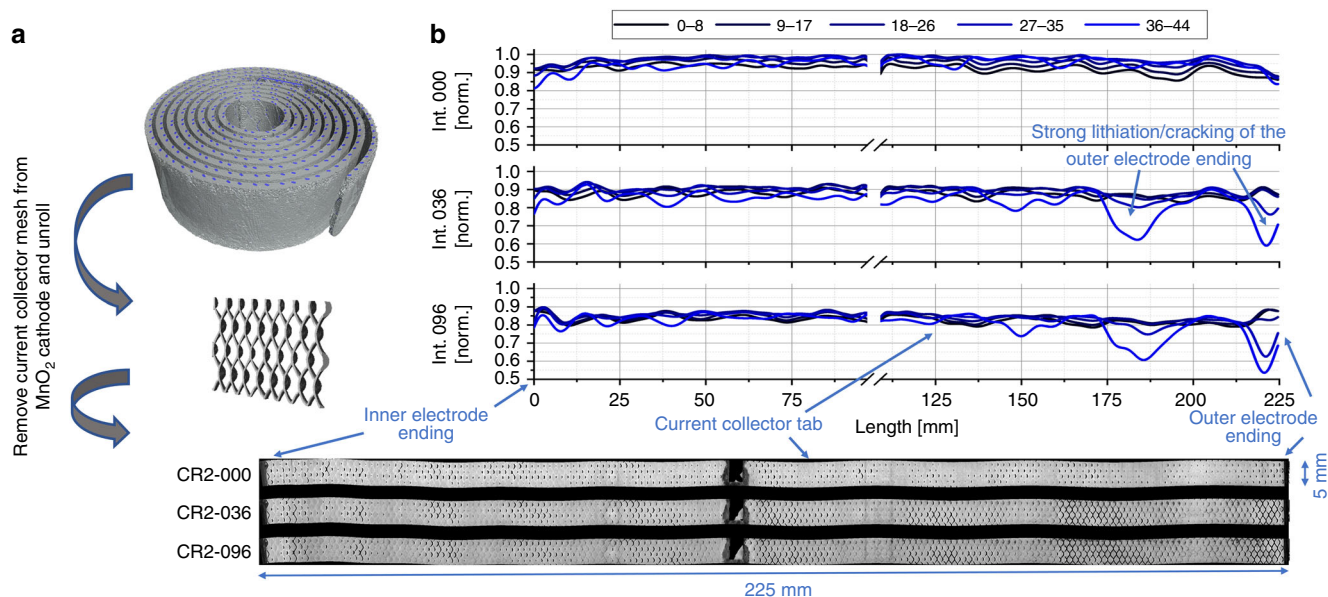 a
b
0–8 9–17 18–26 27–35 36–44
Remove current collector mesh from
MnO₂ cathode and unroll
Int. 000
[norm.]
1.0
0.9
0.8
0.7
0.6
0.5
Strong lithiation/cracking of the
outer electrode ending
Int. 036
[norm.]
1.0
0.9
0.8
0.7
0.6
0.5
Int. 096
[norm.]
1.0
0.9
0.8
0.7
0.6
0.5
0 25 50 75 125 150 175 200 225
Length [mm]
Inner electrode
ending
Current collector tab
Outer electrode
ending
CR2-000
CR2-036
CR2-096
5 mm
225 mm